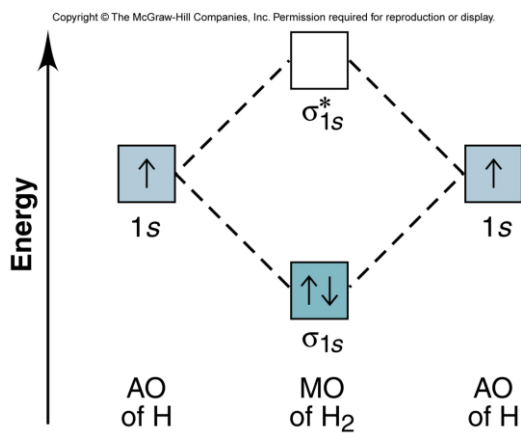 Copyright © The McGraw-Hill Companies, Inc. Permission required for reproduction or display.
Energy
σ*1s
↑
1s
↑
1s
↑↓
σ1s
AO
of H
MO
of H2
AO
of H